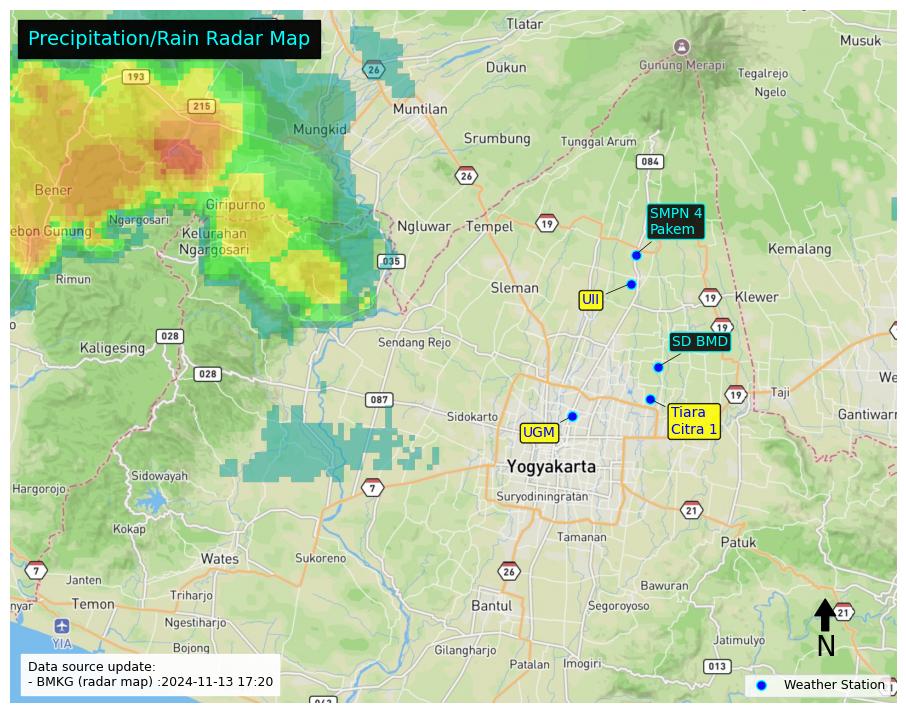 Precipitation/Rain Radar Map
Tlatar
Musuk
193
26
Dukun
Gunung Merapi
Tegalrejo
Ngelo
215
Muntilan
Mungkid
Srumbung
Tunggal Arum
084
26
Bener
Giripurno
SMPN 4
Pakem
Ngargosari
Ngluwar
Tempel
19
ebon Gunung
Kelurahan
Ngargosari
Kemalang
035
Rimun
Sleman
UII
19
Klewer
19
028
Kaligesing
Sendang Rejo
SD BMD
028
We
087
19
Taji
Sidokarto
Tiara
Citra 1
Gantiwarn
UGM
Yogyakarta
Sidowayah
Hargorojo
7
Suryodiningratan
21
Kokap
Tamanan
Patuk
Wates
Sukoreno
7
26
Janten
Bawuran
Triharjo
nyar
Temon
Bantul
Segoroyoso
21
Ngestiharjo
YIA
Jatimulyo
N
Bojong
Gilangharjo
Patalan
Imogiri
013
Data source update:
- BMKG (radar map) :2024-11-13 17:20
Weather Station